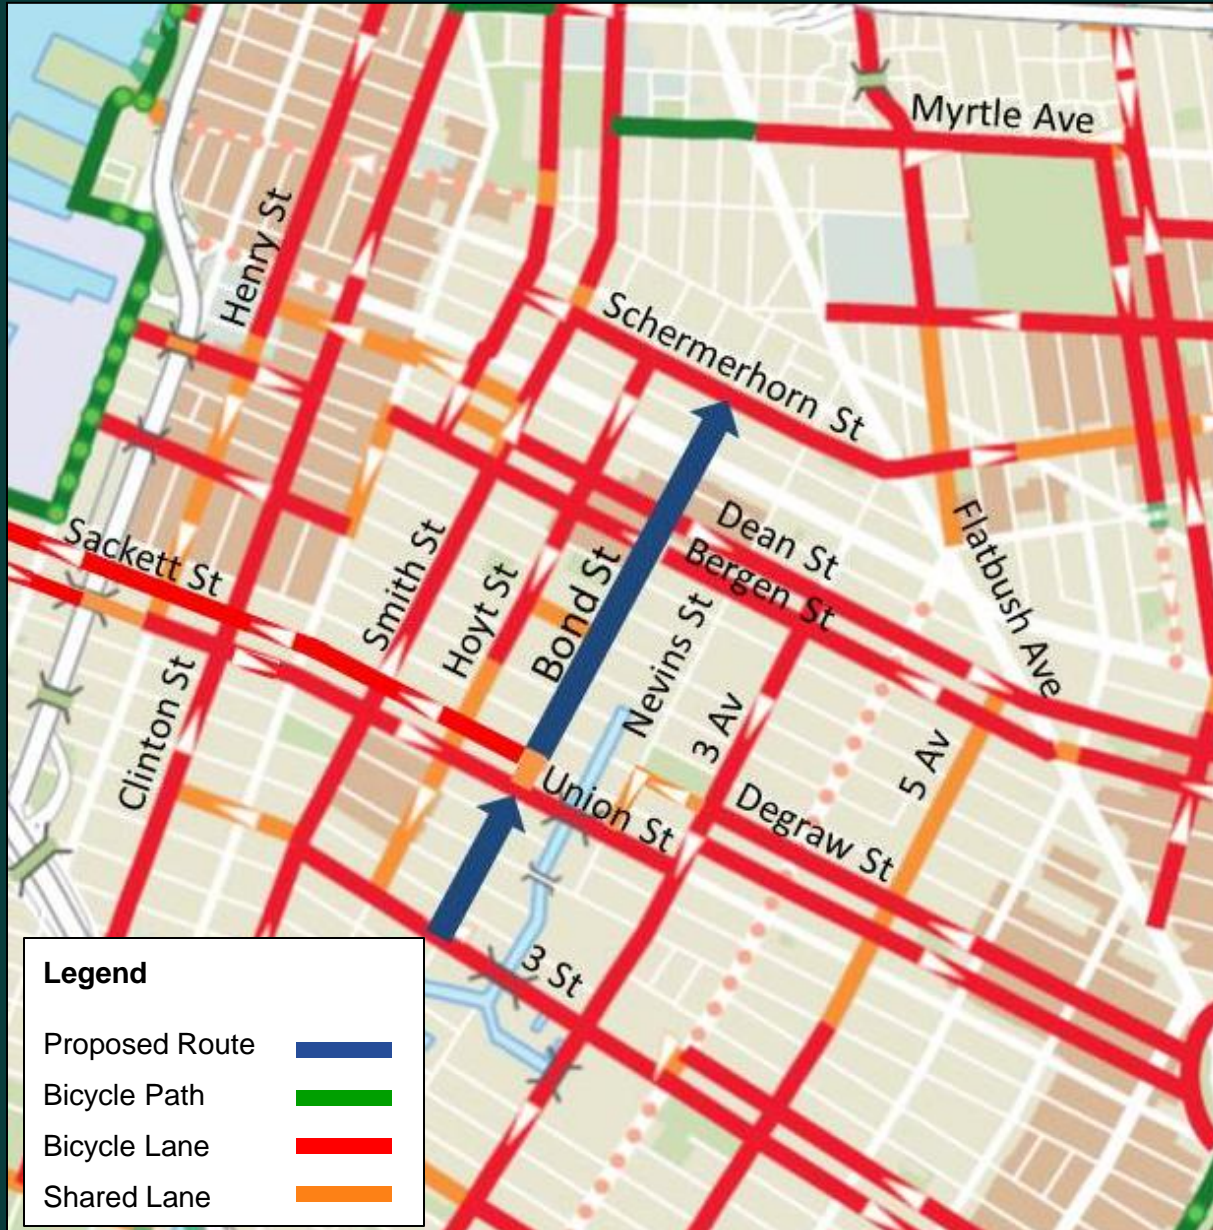 Myrtle Ave
Henry St
Schermerhorn St
Dean St
Bergen St
Flatbush Ave
Sackett St
Smith St
Hoyt St
Bond St
Nevins St
3 Av
5 Av
Clinton St
Union St
Degraw St
3 St
Legend
Proposed Route
Bicycle Path
Bicycle Lane
Shared Lane